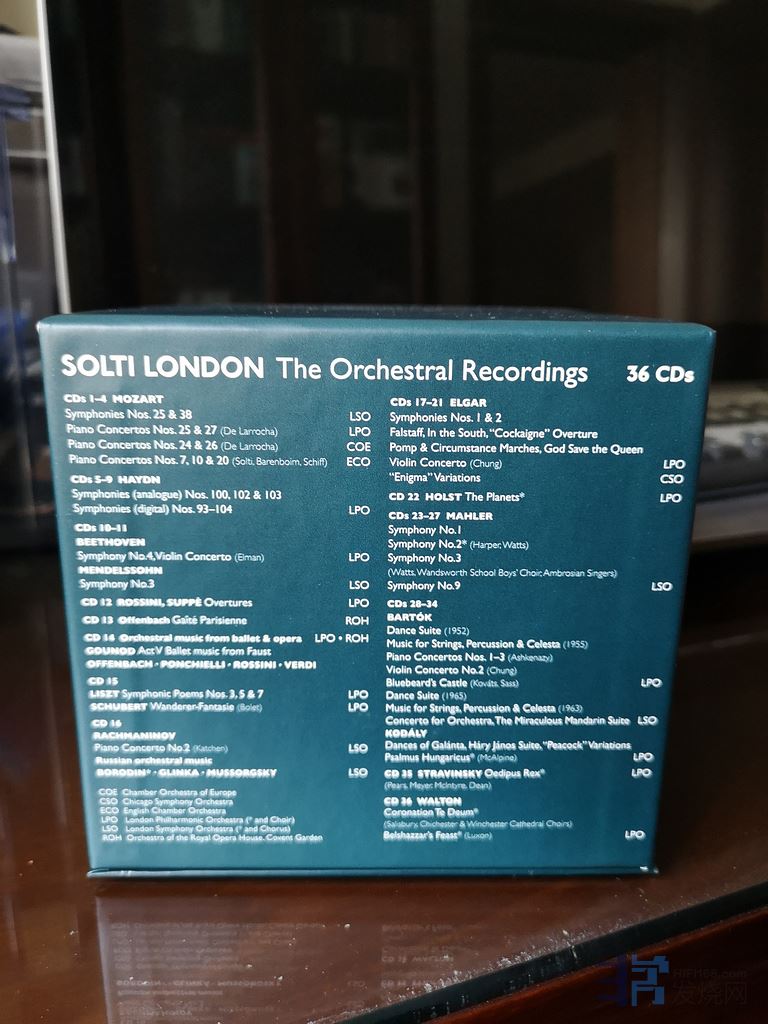 SOLTI LONDON The Orchestral Recordings 36 CDs
CDs 1–4 MOZART
Symphonies Nos. 25 & 38 LSO
Piano Concertos Nos. 25 & 27 (De Larrocha) LPO
Piano Concertos Nos. 24 & 26 (De Larrocha) COE
Piano Concertos Nos. 7, 10 & 20 (Solti, Barenboim, Schiff) ECO
CDs 5–9 HAYDN
Symphonies (analogue) Nos. 100, 102 & 103
Symphonies (digital) Nos. 93–104 LPO
CDs 10–11
BEETHOVEN
Symphony No.4, Violin Concerto (Elman) LPO
MENDELSSOHN
Symphony No.3 LSO
CD 12 ROSSINI, SUPPÉ Overtures LPO
CD 13 Offenbach Gaîté Parisienne ROH
CD 14 Orchestral music from ballet & opera LPO • ROH
GOUNOD Act V Ballet music from Faust
OFFENBACH • PONCHIELLI • ROSSINI • VERDI
CD 15
LISZT Symphonic Poems Nos. 3, 5 & 7 LPO
SCHUBERT Wanderer-Fantasie (Bolet) LPO
CD 16
RACHMANINOV
Piano Concerto No.2 (Katchen) LSO
Russian orchestral music
BORODIN* • GLINKA • MUSSORGSKY LSO
COE Chamber Orchestra of Europe
CSO Chicago Symphony Orchestra
ECO English Chamber Orchestra
LPO London Philharmonic Orchestra (* and Choir)
LSO London Symphony Orchestra (* and Chorus)
ROH Orchestra of the Royal Opera House, Covent Garden
CDs 17–21 ELGAR
Symphonies Nos. 1 & 2
Falstaff, In the South, "Cockaigne" Overture
Pomp & Circumstance Marches, God Save the Queen
Violin Concerto (Chung) LPO
"Enigma" Variations CSO
CD 22 HOLST The Planets* LPO
CDs 23–27 MAHLER
Symphony No.1
Symphony No.2* (Harper, Watts)
Symphony No.3
(Watts, Wandsworth School Boys' Choir, Ambrosian Singers)
Symphony No.9 LSO
CDs 28–34
BARTÓK
Dance Suite (1952)
Music for Strings, Percussion & Celesta (1955)
Piano Concertos Nos. 1–3 (Ashkenazy)
Violin Concerto No.2 (Chung)
Bluebeard's Castle (Kováts, Sass) LPO
Dance Suite (1965)
Music for Strings, Percussion & Celesta (1963)
Concerto for Orchestra, The Miraculous Mandarin Suite LSO
KODÁLY
Dances of Galánta, Háry János Suite, "Peacock" Variations
Psalmus Hungaricus* (McAlpine) LPO
CD 35 STRAVINSKY Oedipus Rex* LPO
(Pears, Meyer, McIntyre, Dean)
CD 36 WALTON
Coronation Te Deum*
(Salisbury, Chichester & Winchester Cathedral Choirs)
Belshazzar's Feast* (Luxon) LPO
HIFI168.com
发烧网